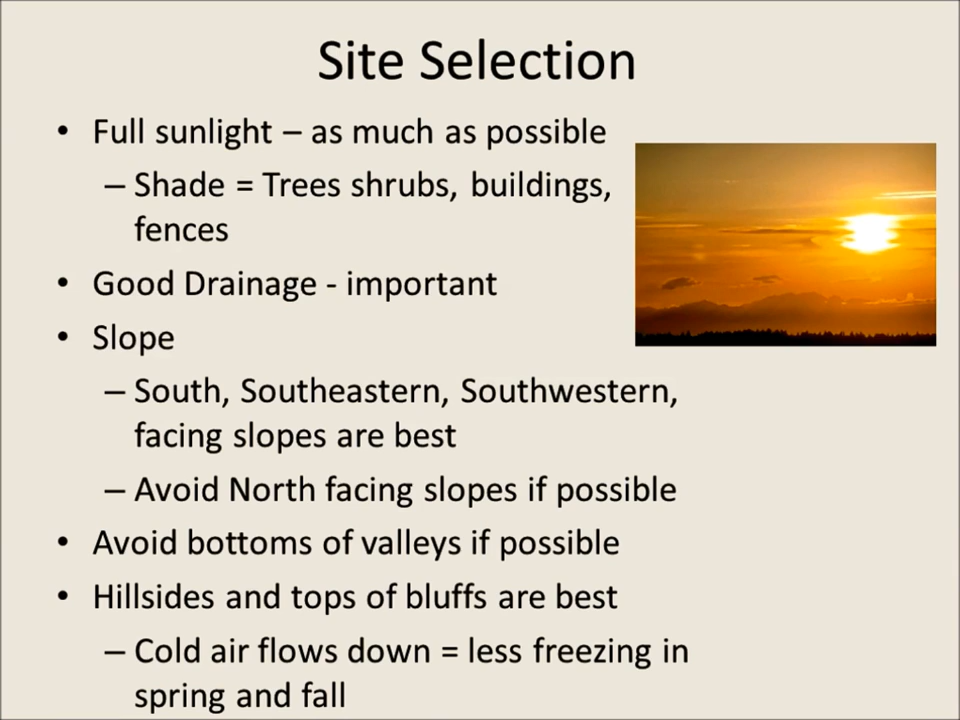 Site Selection
• Full sunlight – as much as possible
– Shade = Trees shrubs, buildings,
fences
• Good Drainage - important
• Slope
– South, Southeastern, Southwestern,
facing slopes are best
– Avoid North facing slopes if possible
• Avoid bottoms of valleys if possible
• Hillsides and tops of bluffs are best
– Cold air flows down = less freezing in
spring and fall